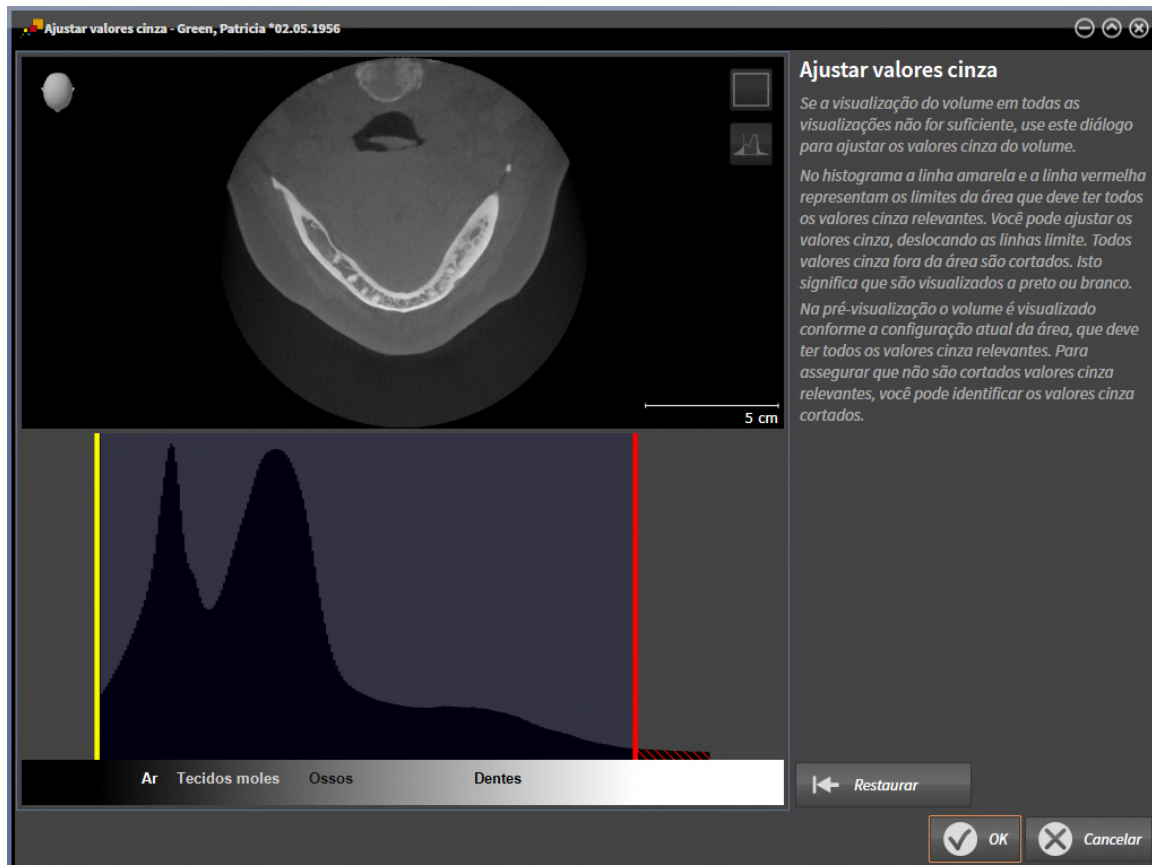 Ajustar valores cinza - Green, Patricia *02.05.1956
Ajustar valores cinza
Se a visualização do volume em todas as
visualizações não for suficiente, use este diálogo
para ajustar os valores cinza do volume.
No histograma a linha amarela e a linha vermelha
representam os limites da área que deve ter todos
os valores cinza relevantes. Você pode ajustar os
valores cinza, deslocando as linhas limite. Todos
valores cinza fora da área são cortados. Isto
significa que são visualizados a preto ou branco.
Na pré-visualização o volume é visualizado
conforme a configuração atual da área, que deve
ter todos os valores cinza relevantes. Para
assegurar que não são cortados valores cinza
relevantes, você pode identificar os valores cinza
cortados.
5 cm
Ar Tecidos moles Ossos Dentes
Restaurar
OK Cancelar